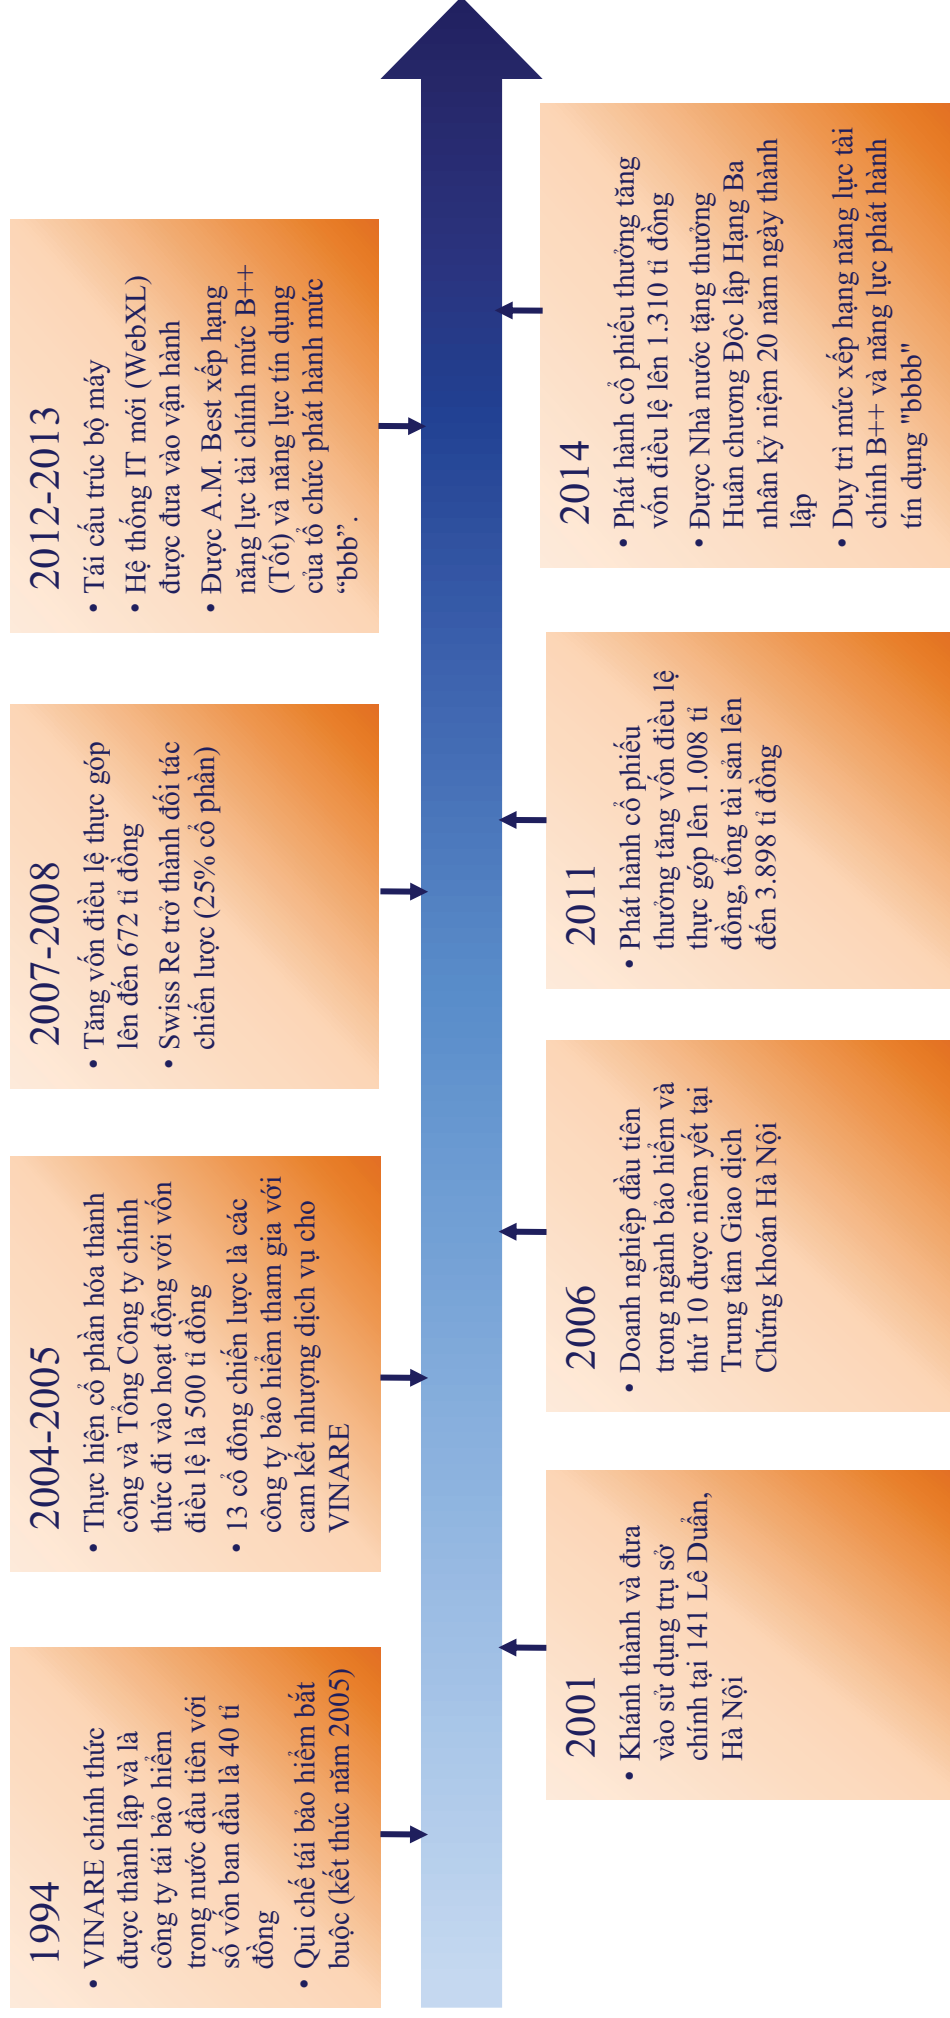 1994
• VINARE chính thức
được thành lập và là
công ty tái bảo hiểm
trong nước đầu tiên với
số vốn ban đầu là 40 tỉ
đồng
• Qui chế tái bảo hiểm bắt
buộc (kết thúc năm 2005)
2001
• Khánh thành và đưa
vào sử dụng trụ sở
chính tại 141 Lê Duẩn,
Hà Nội
2004-2005
• Thực hiện cổ phần hóa thành
công và Tổng Công ty chính
thức đi vào hoạt động với vốn
điều lệ là 500 tỉ đồng
• 13 cổ đông chiến lược là các
công ty bảo hiểm tham gia với
cam kết nhượng dịch vụ cho
VINARE
2006
• Doanh nghiệp đầu tiên
trong ngành bảo hiểm và
thứ 10 được niêm yết tại
Trung tâm Giao dịch
Chứng khoán Hà Nội
2007-2008
• Tăng vốn điều lệ thực góp
lên đến 672 tỉ đồng
• Swiss Re trở thành đối tác
chiến lược (25% cổ phần)
2011
• Phát hành cổ phiếu
thưởng tăng vốn điều lệ
thực góp lên 1.008 tỉ
đồng, tổng tài sản lên
đến 3.898 tỉ đồng
2012-2013
• Tái cấu trúc bộ máy
• Hệ thống IT mới (WebXL)
được đưa vào vận hành
• Được A.M. Best xếp hạng
năng lực tài chính mức B++
(Tốt) và năng lực tín dụng
của tổ chức phát hành mức
“bbb”.
2014
• Phát hành cổ phiếu thưởng tăng
vốn điều lệ lên 1.310 tỉ đồng
• Được Nhà nước tặng thưởng
Huân chương Độc lập Hạng Ba
nhân kỷ niệm 20 năm ngày thành
lập
• Duy trì mức xếp hạng năng lực tài
chính B++ và năng lực phát hành
tín dụng "bbbb"